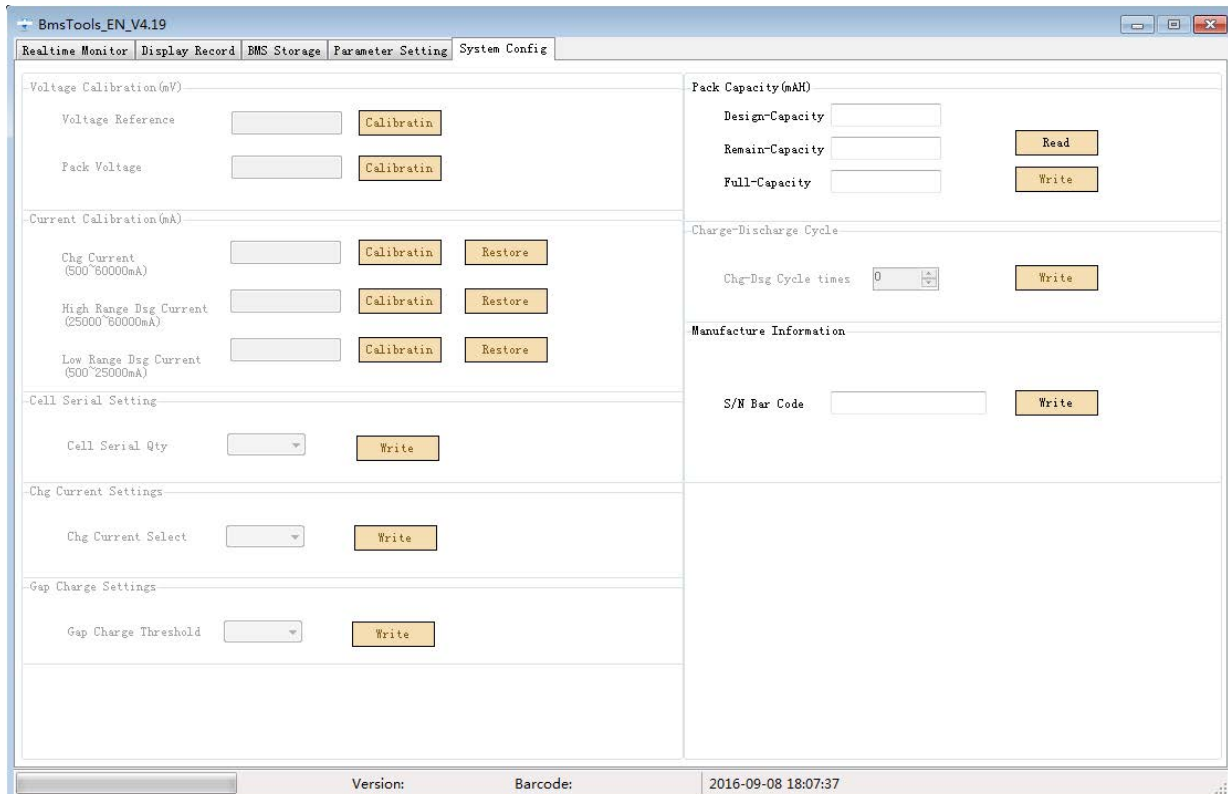 BmsTools_EN_V4.19
Realtime Monitor Display Record BMS Storage Parameter Setting System Config
Voltage Calibration(mV)
Voltage Reference Calibratin
Pack Voltage Calibratin
Current Calibration(mA)
Chg Current Calibratin Restore
(500~60000mA)
High Range Dsg Current Calibratin Restore
(25000~60000mA)
Low Range Dsg Current Calibratin Restore
(500~25000mA)
Cell Serial Setting
Cell Serial Qty Write
Chg Current Settings
Chg Current Select Write
Gap Charge Settings
Gap Charge Threshold Write
Pack Capacity(mAH)
Design-Capacity
Remain-Capacity Read
Full-Capacity Write
Charge-Discharge Cycle
Chg-Dsg Cycle times 0 Write
Manufacture Information
S/N Bar Code Write
Version: Barcode: 2016-09-08 18:07:37